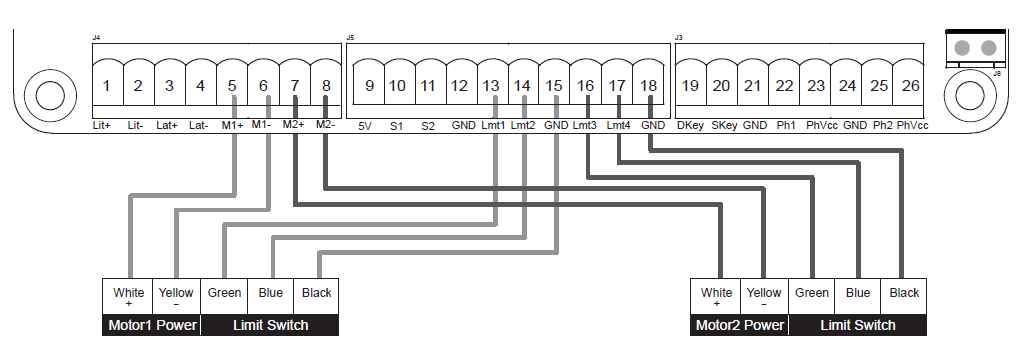 J4 J5 J3
1 2 3 4 5 6 7 8 9 10 11 12 13 14 15 16 17 18 19 20 21 22 23 24 25 26
J8
Lit+ Lit- Lat+ Lat- M1+ M1- M2+ M2- 5V S1 S2 GND Lmt1 Lmt2 GND Lmt3 Lmt4 GND DKey SKey GND Ph1 PhVcc GND Ph2 PhVcc
White + Yellow – Green Blue Black
Motor1 Power Limit Switch
White + Yellow – Green Blue Black
Motor2 Power Limit Switch